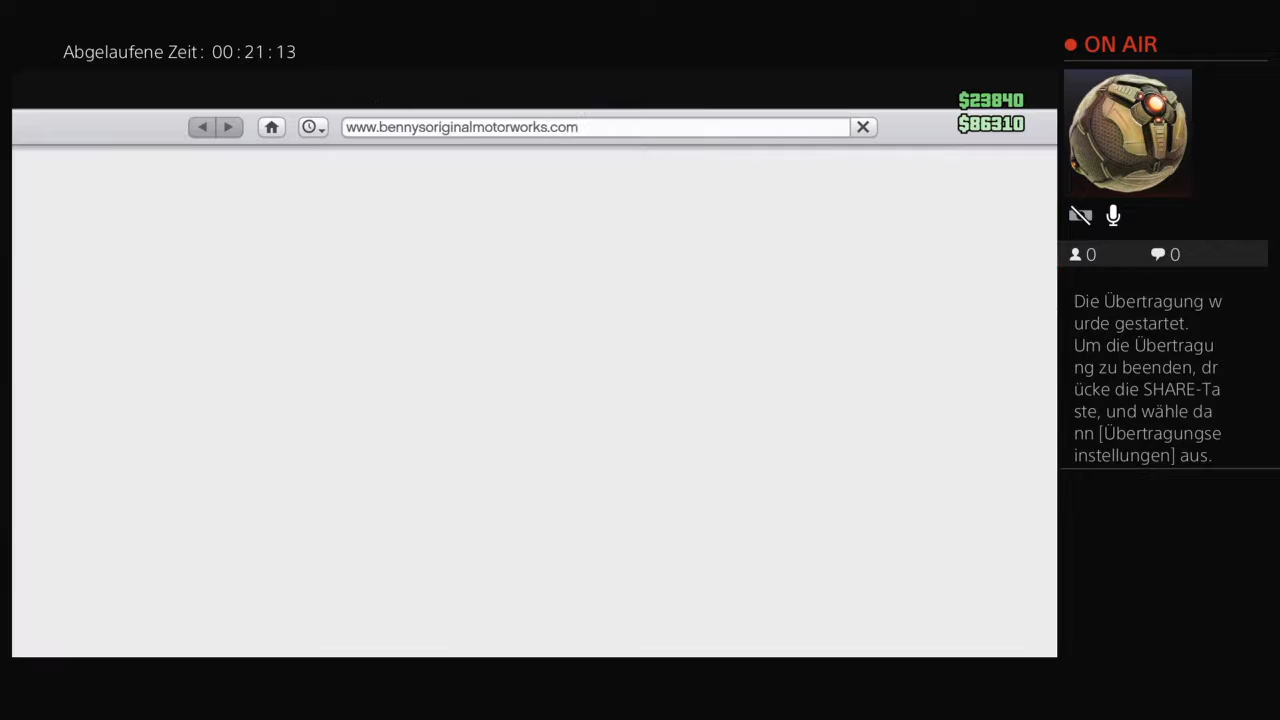 Abgelaufene Zeit: 00:21:13
ON AIR
$23840
www.bennysoriginalmotorworks.com
$86310
0
0
Die Übertragung w
urde gestartet.
Um die Übertragu
ng zu beenden, dr
ücke die SHARE-Ta
ste, und wähle da
nn [Übertragungse
instellungen] aus.